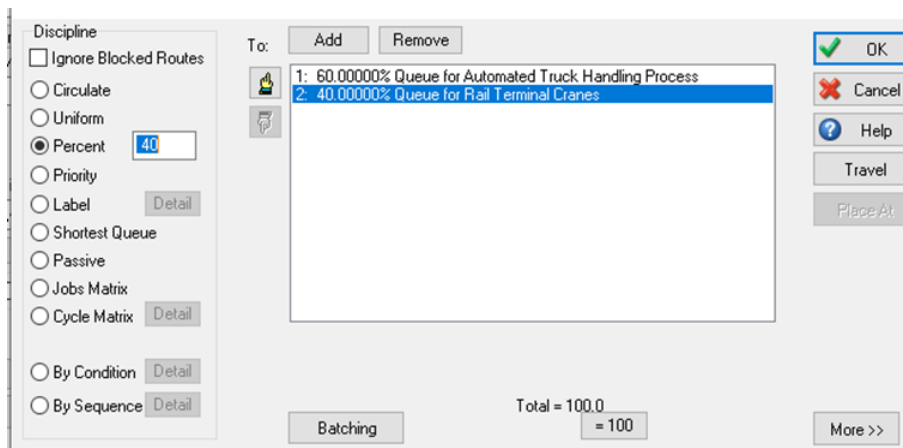 Discipline
Ignore Blocked Routes
Circulate
Uniform
Percent 40
Priority
Label Detail
Shortest Queue
Passive
Jobs Matrix
Cycle Matrix Detail
By Condition Detail
By Sequence Detail
To: Add Remove
1: 60.00000% Queue for Automated Truck Handling Process
2: 40.00000% Queue for Rail Terminal Cranes
Total = 100.0
Batching = 100
OK
Cancel
Help
Travel
Place At
More >>